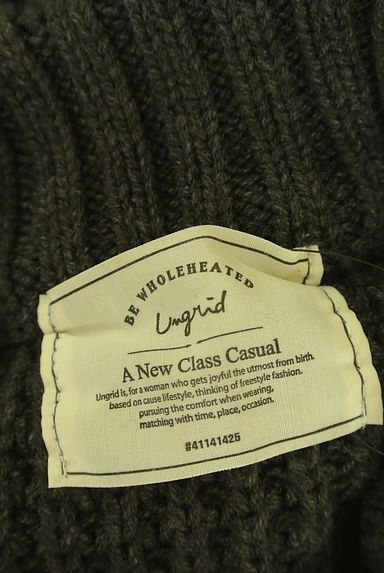 BE WHOLEHEATED
Ungrid
A New Class Casual
Ungrid is, for a woman who gets joyful the utmost from birth.
based on cause lifestyle, thinking of freestyle fashion.
pursuing the comfort when wearing,
matching with time, place, occasion.
#41141425